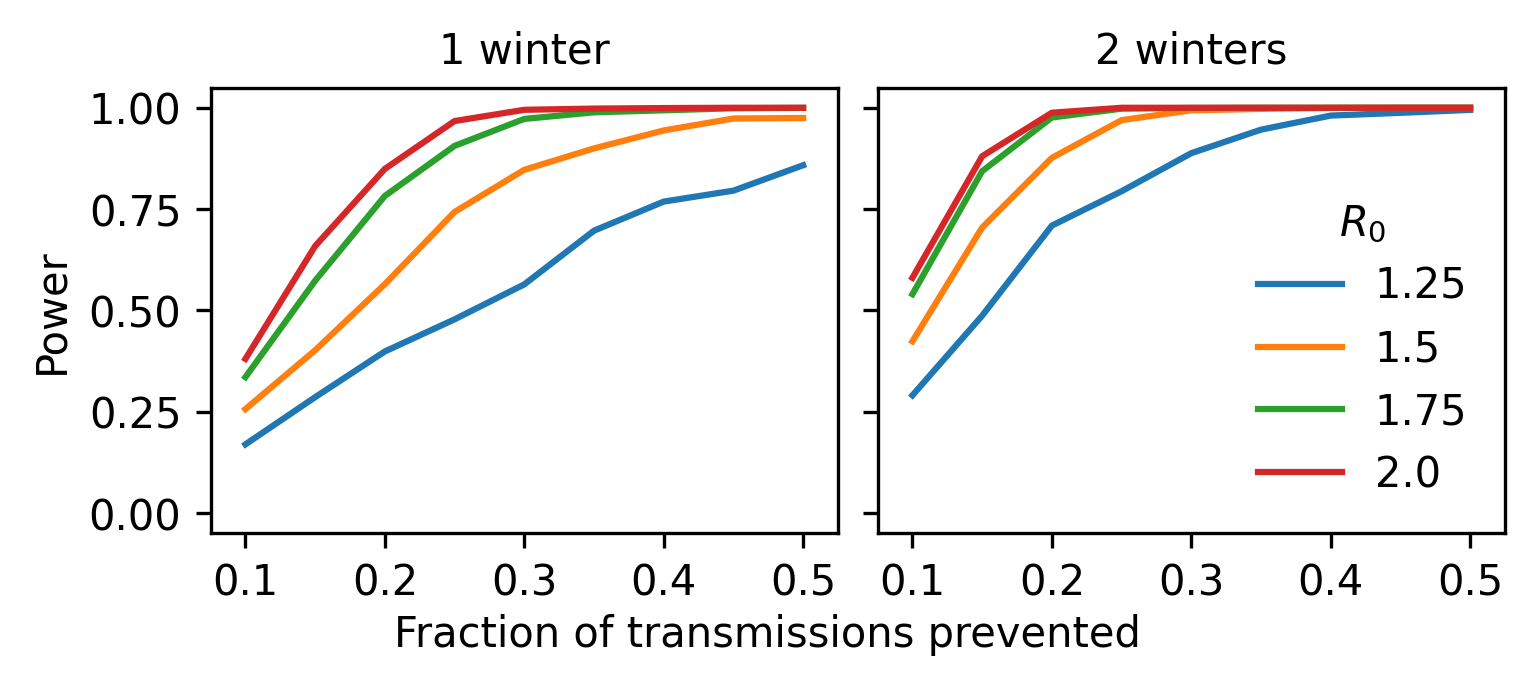 1 winter
2 winters
Power
1.00
0.75
0.50
0.25
0.00
0.1 0.2 0.3 0.4 0.5
0.1 0.2 0.3 0.4 0.5
R₀
1.25
1.5
1.75
2.0
Fraction of transmissions prevented